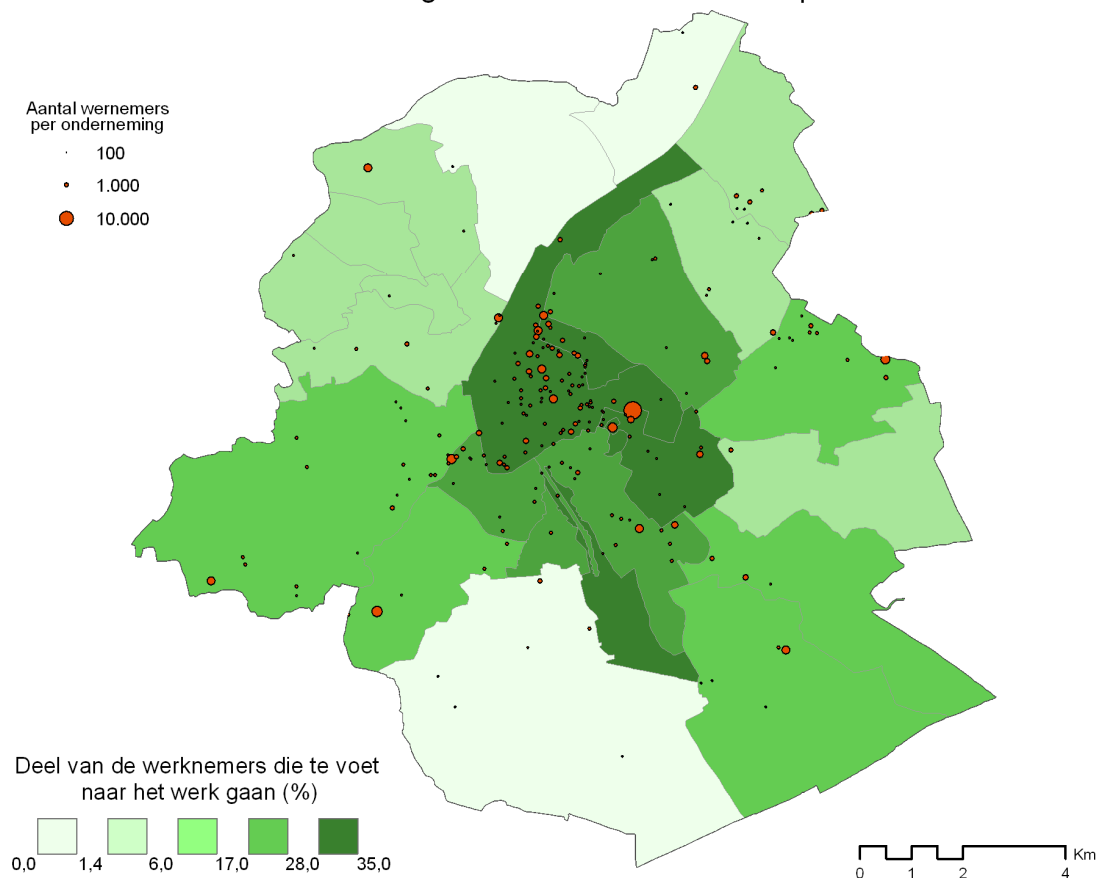 Aantal wernemers
per onderneming
100
1.000
10.000
Deel van de werknemers die te voet
naar het werk gaan (%)
0,0 1,4 6,0 17,0 28,0 35,0
Km
0 1 2 4